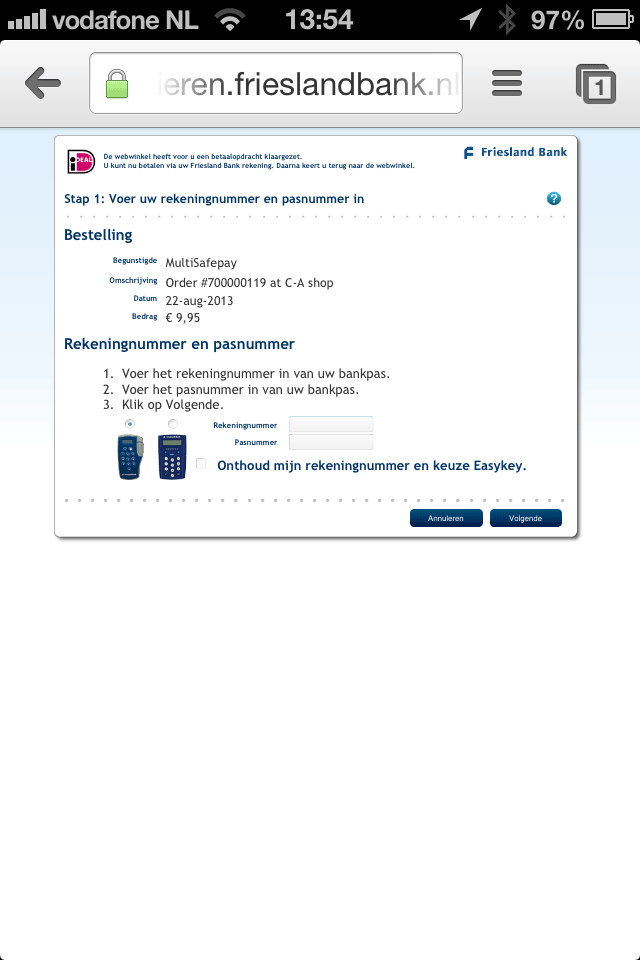 vodafone NL 13:54 97%
ieren.frieslandbank.nl 1
iDEAL De webwinkel heeft voor u een betaalopdracht klaargezet.
U kunt nu betalen via uw Friesland Bank rekening. Daarna keert u terug naar de webwinkel.
Friesland Bank
Stap 1: Voer uw rekeningnummer en pasnummer in ?
Bestelling
Begunstigde MultiSafepay
Omschrijving Order #700000119 at C-A shop
Datum 22-aug-2013
Bedrag € 9,95
Rekeningnummer en pasnummer
1. Voer het rekeningnummer in van uw bankpas.
2. Voer het pasnummer in van uw bankpas.
3. Klik op Volgende.
Rekeningnummer
Pasnummer
Onthoud mijn rekeningnummer en keuze Easykey.
Annuleren Volgende